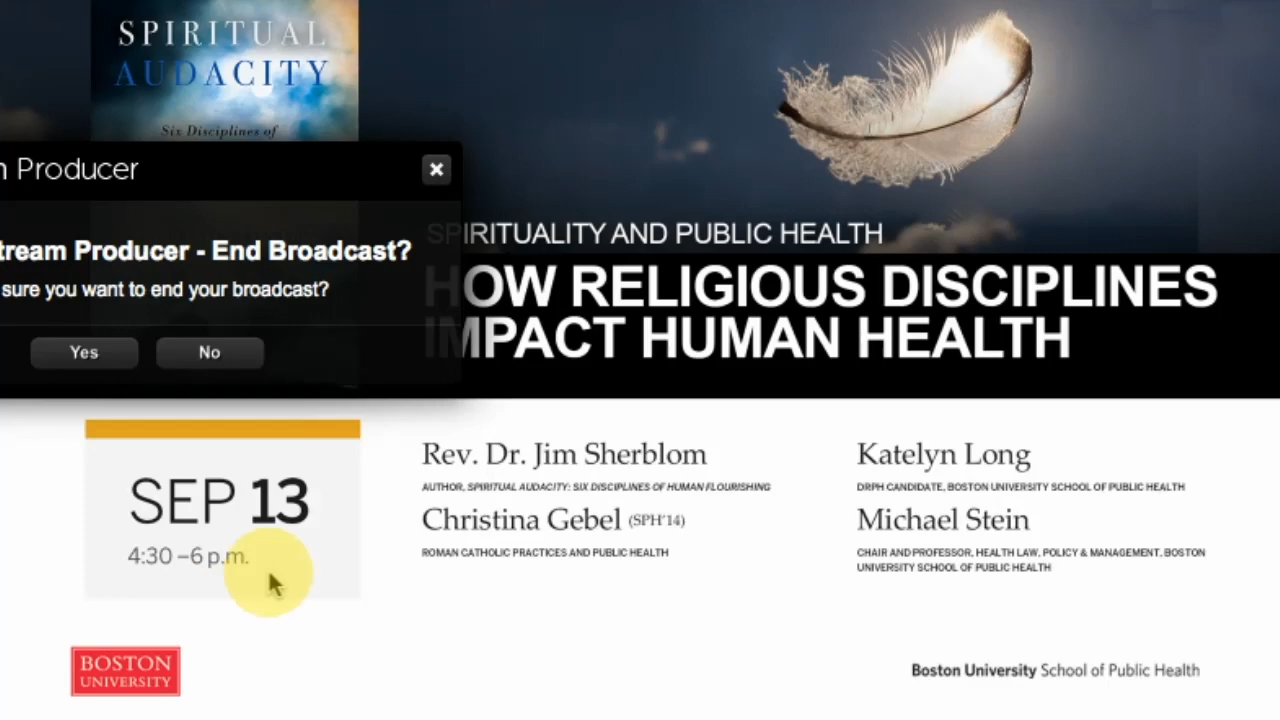 SPIRITUAL
AUDACITY
Six Disciplines of
Producer
tream Producer - End Broadcast?
sure you want to end your broadcast?
Yes No
SPIRITUALITY AND PUBLIC HEALTH
HOW RELIGIOUS DISCIPLINES
IMPACT HUMAN HEALTH
SEP 13
4:30 –6 p.m.
Rev. Dr. Jim Sherblom
AUTHOR, SPIRITUAL AUDACITY: SIX DISCIPLINES OF HUMAN FLOURISHING
Christina Gebel (SPH'14)
ROMAN CATHOLIC PRACTICES AND PUBLIC HEALTH
Katelyn Long
DRPH CANDIDATE, BOSTON UNIVERSITY SCHOOL OF PUBLIC HEALTH
Michael Stein
CHAIR AND PROFESSOR, HEALTH LAW, POLICY & MANAGEMENT, BOSTON
UNIVERSITY SCHOOL OF PUBLIC HEALTH
BOSTON
UNIVERSITY
Boston University School of Public Health